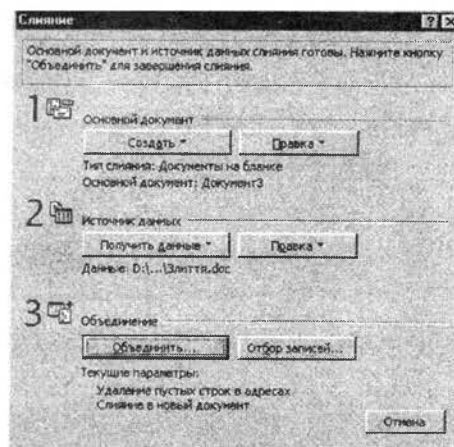 Слияние
Основной документ и источник данных слияния готовы. Нажмите кнопку
"Объединить" для завершения слияния.
1
Основной документ
Создать
Правка
Тип слияния: Документы на бланке
Основной документ: Документ3
2
Источник данных
Получить данные
Правка
Данные: D:\...\Злиття.doc
3
Объединение
Объединить...
Отбор записей...
Текущие параметры:
Удаление пустых строк в адресах
Слияние в новый документ
Отмена